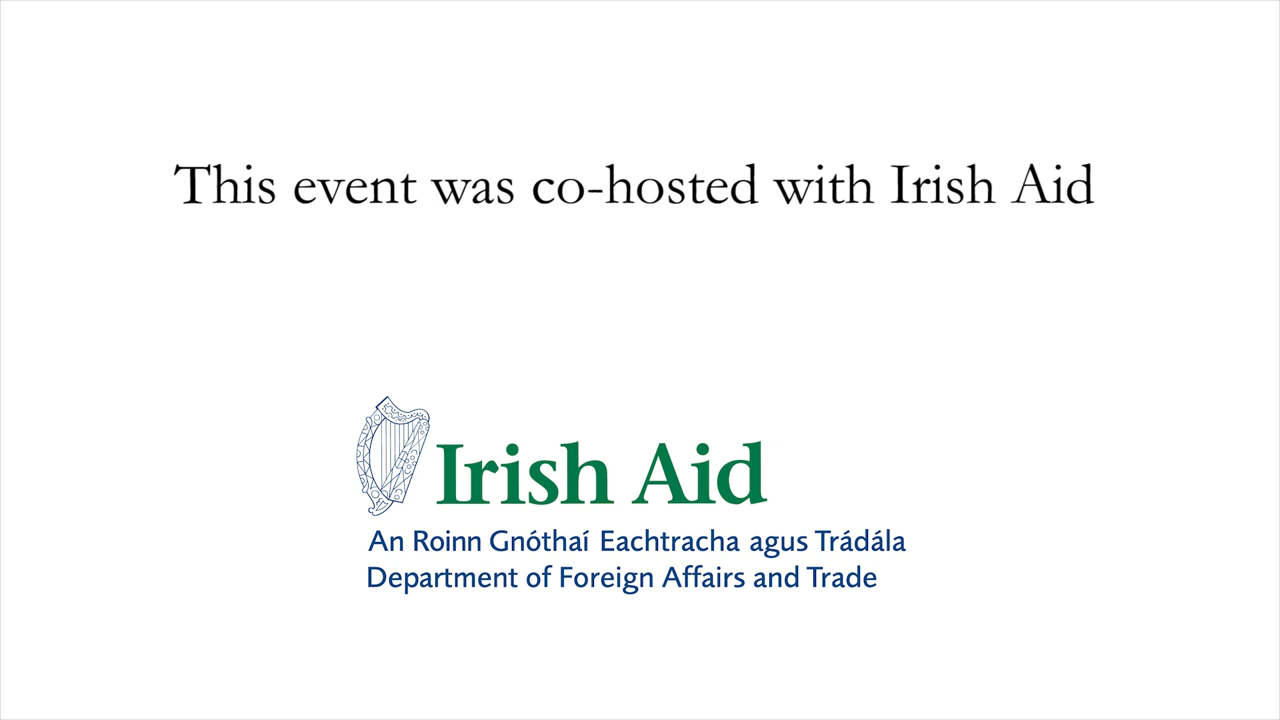 This event was co-hosted with Irish Aid
Irish Aid
An Roinn Gnóthaí Eachtracha agus Trádála
Department of Foreign Affairs and Trade